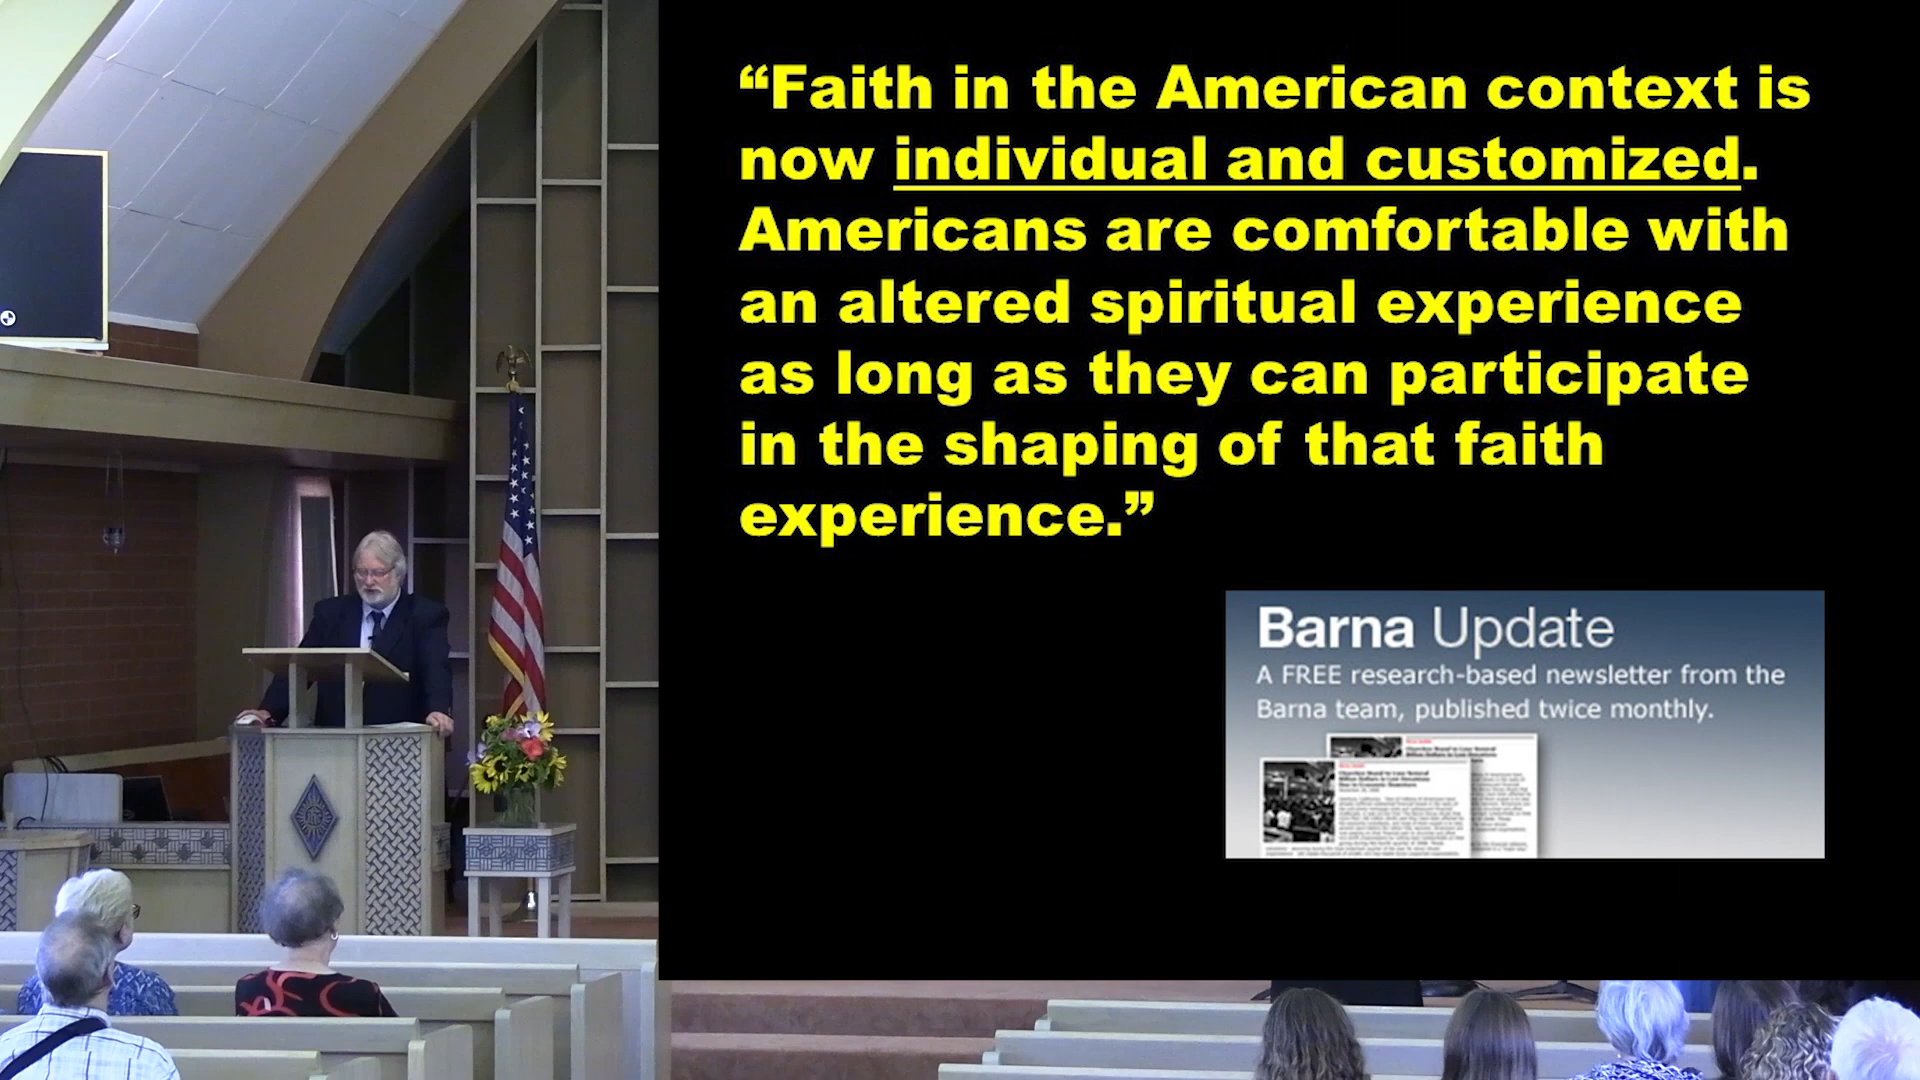 “Faith in the American context is
now individual and customized.
Americans are comfortable with
an altered spiritual experience
as long as they can participate
in the shaping of that faith
experience.”
Barna Update
A FREE research-based newsletter from the
Barna team, published twice monthly.